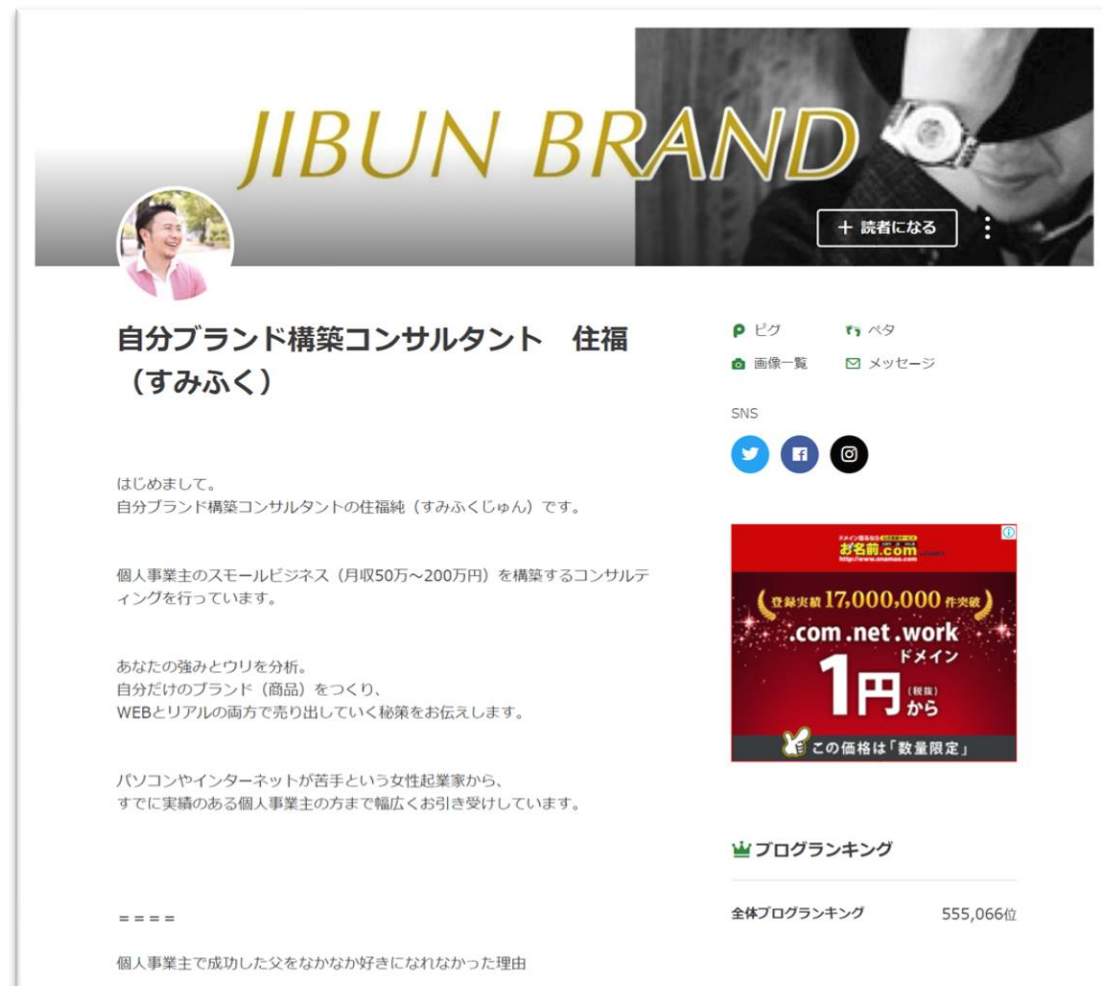 JIBUN BRAND
＋ 読者になる
自分ブランド構築コンサルタント　住福
（すみふく）
はじめまして。
自分ブランド構築コンサルタントの住福純（すみふくじゅん）です。
個人事業主のスモールビジネス（月収50万～200万円）を構築するコンサルテ
ィングを行っています。
あなたの強みとウリを分析。
自分だけのブランド（商品）をつくり、
WEBとリアルの両方で売り出していく秘策をお伝えします。
パソコンやインターネットが苦手という女性起業家から、
すでに実績のある個人事業主の方まで幅広くお引き受けしています。
＝＝＝＝
個人事業主で成功した父をなかなか好きになれなかった理由
ピグ
ペタ
画像一覧
メッセージ
SNS
お名前.com
http://www.onamae.com
登録実績 17,000,000 件突破
.com .net .work
ドメイン
1円
(税抜)
から
この価格は「数量限定」
ブログランキング
全体ブログランキング 555,066位